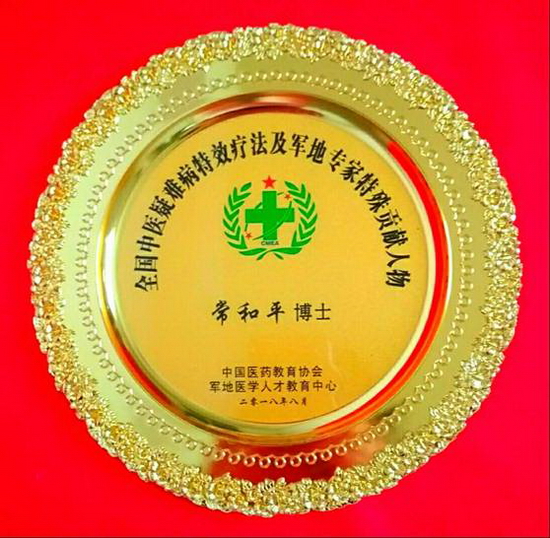 全国中医疑难病特效疗法及军地专家特殊贡献人物
CMEA
常和平 博士
中国医药教育协会
军地医学人才教育中心
二零一八年八月